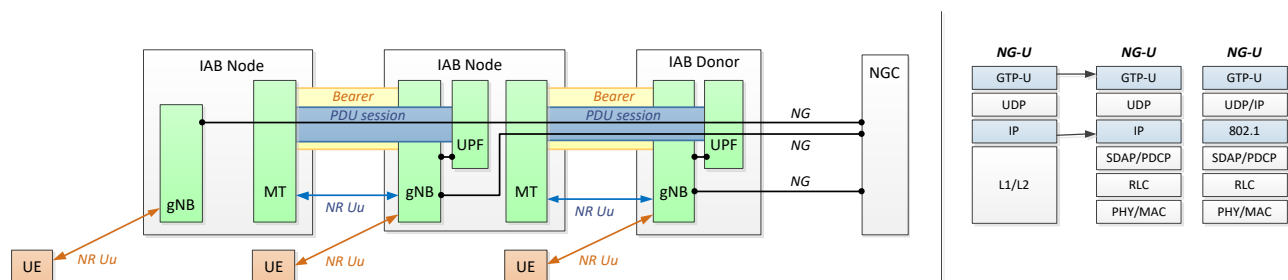 IAB Node
IAB Node
IAB Donor
NGC
Bearer
Bearer
PDU session
PDU session
NG
NG
NG
UPF
UPF
gNB
MT
gNB
MT
gNB
NR Uu
NR Uu
UE
NR Uu
UE
NR Uu
UE
NR Uu
NG-U
NG-U
NG-U
GTP-U
GTP-U
GTP-U
UDP
UDP
UDP/IP
IP
IP
802.1
L1/L2
SDAP/PDCP
SDAP/PDCP
RLC
RLC
PHY/MAC
PHY/MAC